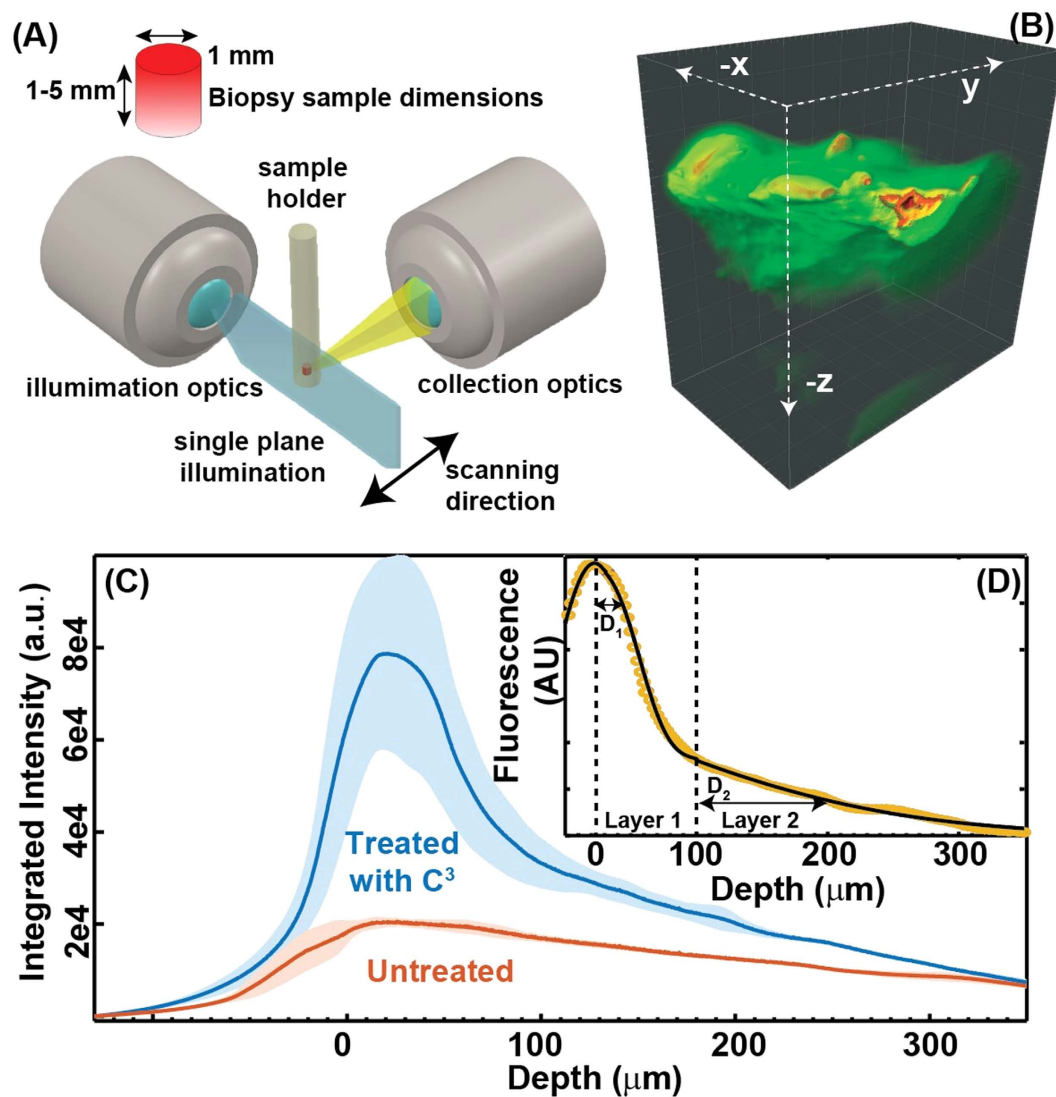 (A)
1 mm
1-5 mm
Biopsy sample dimensions
sample
holder
illumimation optics
collection optics
single plane
illumination
scanning
direction
(B)
-x
y
-z
(C)
Integrated Intensity (a.u.)
8e4
6e4
4e4
2e4
Treated
with C³
Untreated
0
100
200
300
Depth (μm)
(D)
Fluorescence
(AU)
D₁
D₂
Layer 1
Layer 2
0
100
200
300
Depth (μm)